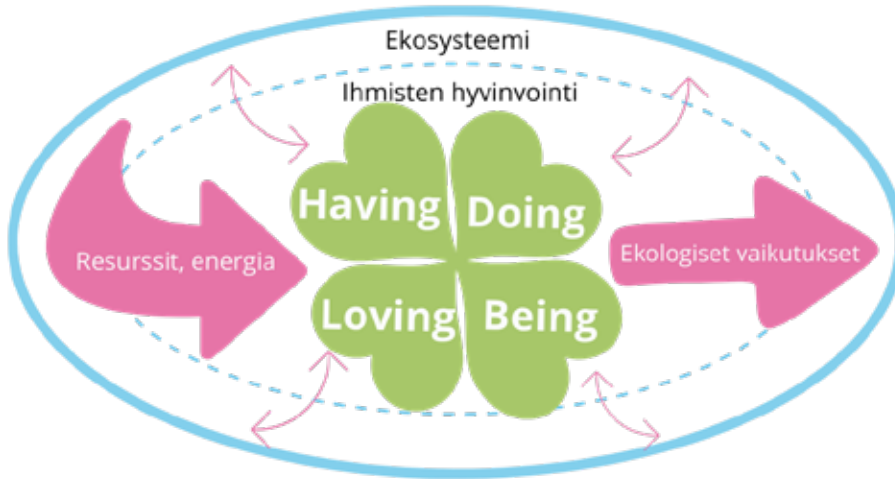 Ekosysteemi
Ihmisten hyvinvointi
Having
Doing
Resurssit, energia
Ekologiset vaikutukset
Loving
Being